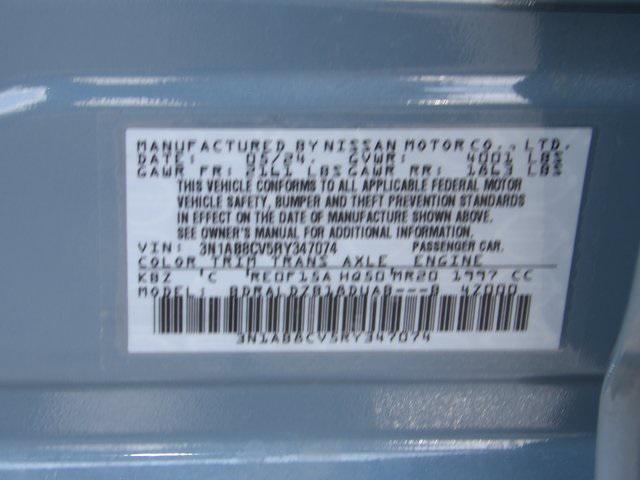 MANUFACTURED BY NISSAN MOTOR CO., LTD.
DATE: 05/24. GVWR: 4001 LBS
GAWR FR: 2161 LBS GAWR RR: 1863 LBS
THIS VEHICLE CONFORMS TO ALL APPLICABLE FEDERAL MOTOR
VEHICLE SAFETY, BUMPER AND THEFT PREVENTION STANDARDS
IN EFFECT ON THE DATE OF MANUFACTURE SHOWN ABOVE.
SEE OWNER'S MANUAL FOR ADDITIONAL INFORMATION.
VIN: 3N1AB8CV5RY347074 PASSENGER CAR.
COLOR TRIM TRANS AXLE ENGINE
KBZ C RE0F15A HQ50 MR20 1997 CC
MODEL:
3N1AB8CV5RY347074